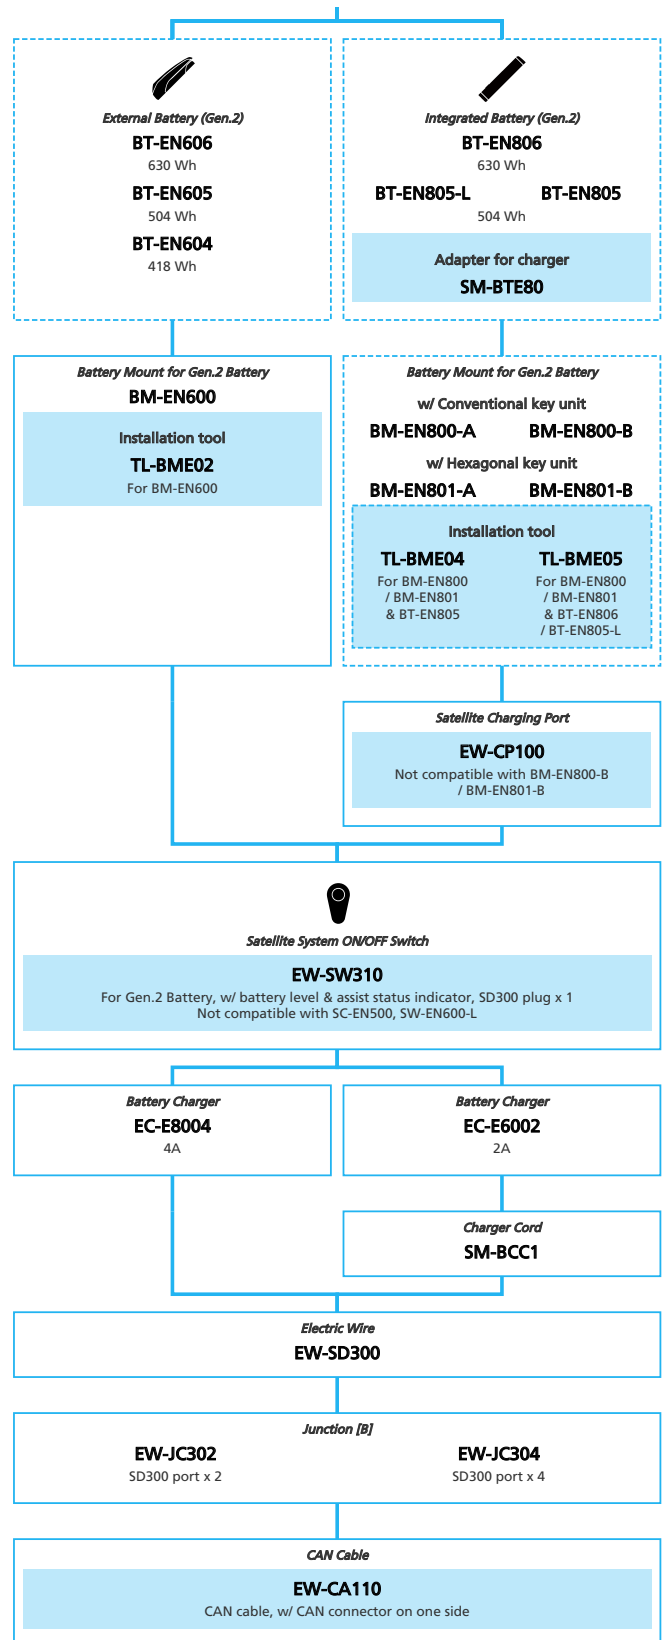 External Battery (Gen.2)
BT-EN606
630 Wh
BT-EN605
504 Wh
BT-EN604
418 Wh
Integrated Battery (Gen.2)
BT-EN806
630 Wh
BT-EN805-L BT-EN805
504 Wh
Adapter for charger
SM-BTE80
Battery Mount for Gen.2 Battery
BM-EN600
Installation tool
TL-BME02
For BM-EN600
Battery Mount for Gen.2 Battery
w/ Conventional key unit
BM-EN800-A BM-EN800-B
w/ Hexagonal key unit
BM-EN801-A BM-EN801-B
Installation tool
TL-BME04
For BM-EN800
/ BM-EN801
& BT-EN805
TL-BME05
For BM-EN800
/ BM-EN801
& BT-EN806
/ BT-EN805-L
Satellite Charging Port
EW-CP100
Not compatible with BM-EN800-B
/ BM-EN801-B
Satellite System ON/OFF Switch
EW-SW310
For Gen.2 Battery, w/ battery level & assist status indicator, SD300 plug x 1
Not compatible with SC-EN500, SW-EN600-L
Battery Charger
EC-E8004
4A
Battery Charger
EC-E6002
2A
Charger Cord
SM-BCC1
Electric Wire
EW-SD300
Junction [B]
EW-JC302
SD300 port x 2
EW-JC304
SD300 port x 4
CAN Cable
EW-CA110
CAN cable, w/ CAN connector on one side